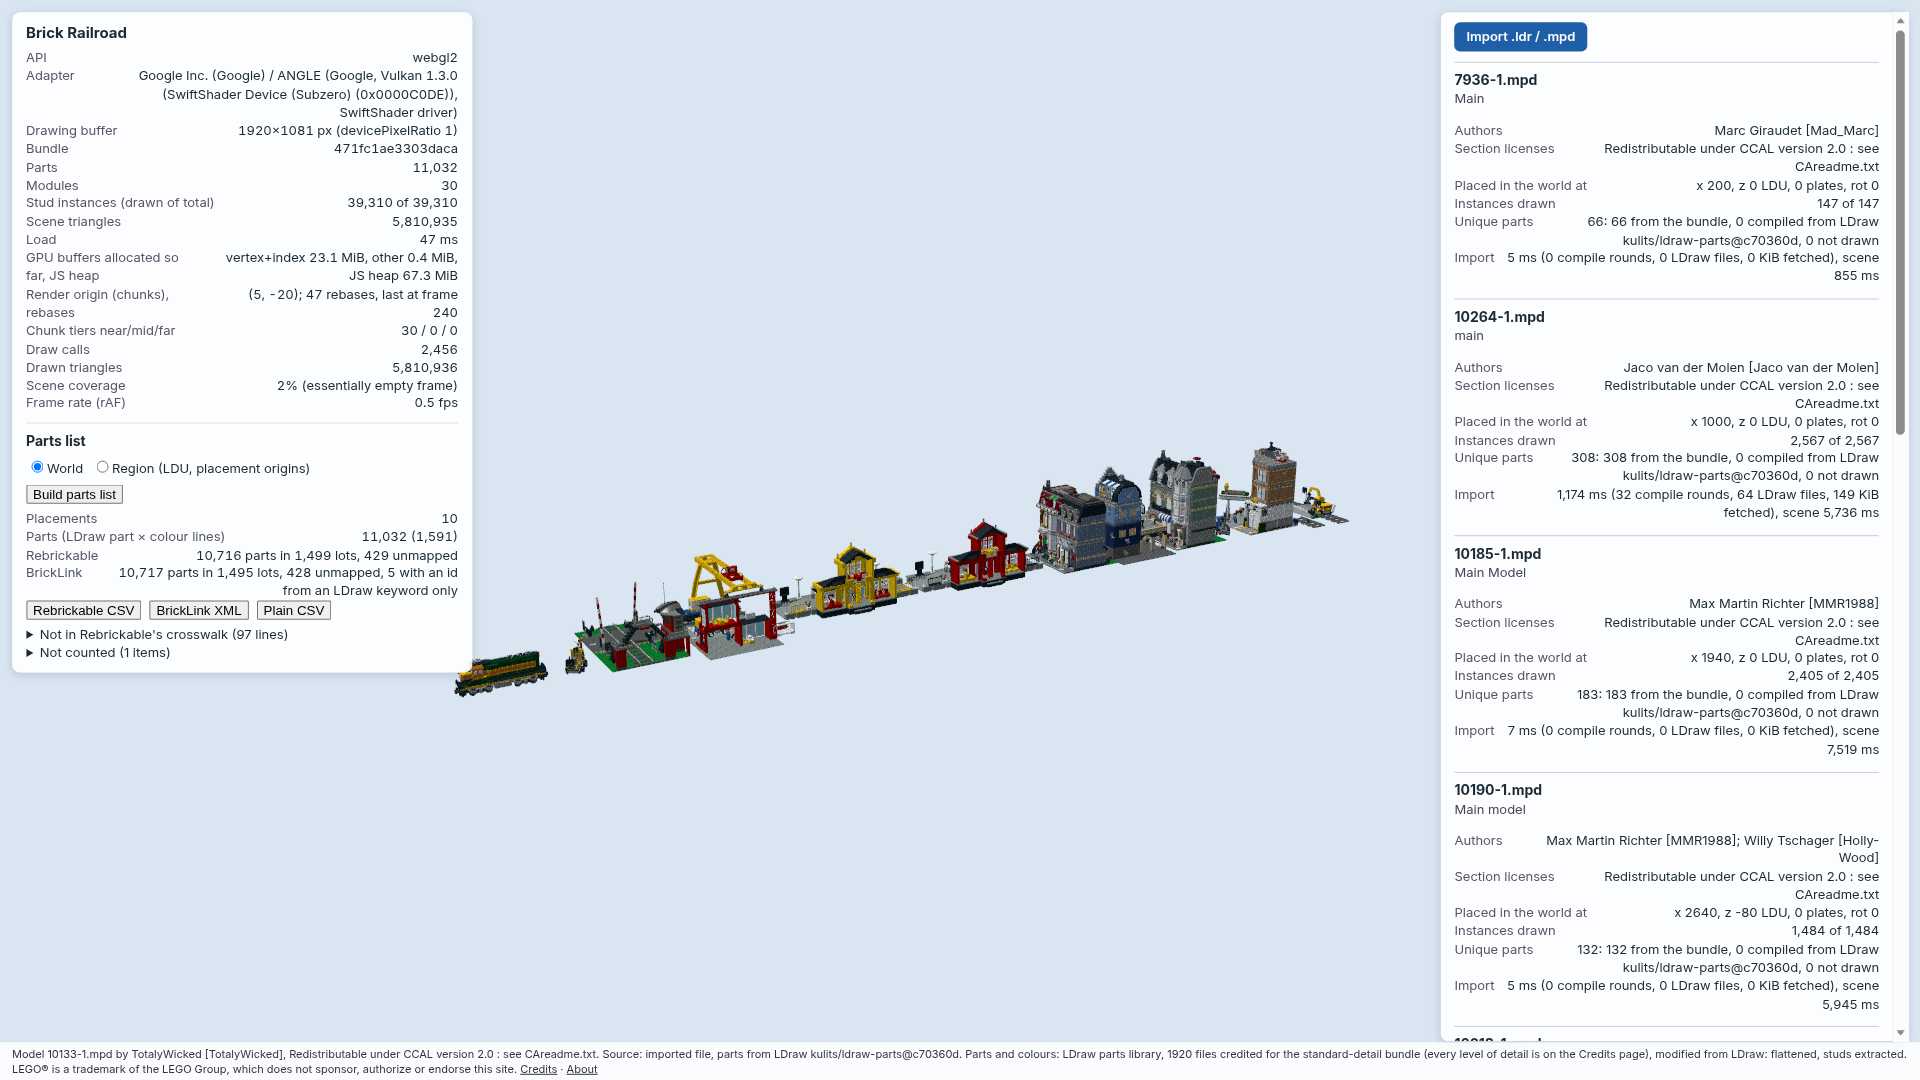 Brick Railroad
API webgl2
Adapter Google Inc. (Google) / ANGLE (Google, Vulkan 1.3.0
(SwiftShader Device (Subzero) (0x0000C0DE)),
SwiftShader driver)
Drawing buffer 1920×1081 px (devicePixelRatio 1)
Bundle 471fc1ae3303daca
Parts 11,032
Modules 30
Stud instances (drawn of total) 39,310 of 39,310
Scene triangles 5,810,935
Load 47 ms
GPU buffers allocated so vertex+index 23.1 MiB, other 0.4 MiB,
far, JS heap JS heap 67.3 MiB
Render origin (chunks), (5, -20); 47 rebases, last at frame
rebases 240
Chunk tiers near/mid/far 30 / 0 / 0
Draw calls 2,456
Drawn triangles 5,810,936
Scene coverage 2% (essentially empty frame)
Frame rate (rAF) 0.5 fps
Parts list
World Region (LDU, placement origins)
Build parts list
Placements 10
Parts (LDraw part × colour lines) 11,032 (1,591)
Rebrickable 10,716 parts in 1,499 lots, 429 unmapped
BrickLink 10,717 parts in 1,495 lots, 428 unmapped, 5 with an id
from an LDraw keyword only
Rebrickable CSV BrickLink XML Plain CSV
Not in Rebrickable's crosswalk (97 lines)
Not counted (1 items)
Import .ldr / .mpd
7936-1.mpd
Main
Authors Marc Giraudet [Mad_Marc]
Section licenses Redistributable under CCAL version 2.0 : see
CAreadme.txt
Placed in the world at x 200, z 0 LDU, 0 plates, rot 0
Instances drawn 147 of 147
Unique parts 66: 66 from the bundle, 0 compiled from LDraw
kulits/ldraw-parts@c70360d, 0 not drawn
Import 5 ms (0 compile rounds, 0 LDraw files, 0 KiB fetched), scene
855 ms
10264-1.mpd
main
Authors Jaco van der Molen [Jaco van der Molen]
Section licenses Redistributable under CCAL version 2.0 : see
CAreadme.txt
Placed in the world at x 1000, z 0 LDU, 0 plates, rot 0
Instances drawn 2,567 of 2,567
Unique parts 308: 308 from the bundle, 0 compiled from LDraw
kulits/ldraw-parts@c70360d, 0 not drawn
Import 1,174 ms (32 compile rounds, 64 LDraw files, 149 KiB
fetched), scene 5,736 ms
10185-1.mpd
Main Model
Authors Max Martin Richter [MMR1988]
Section licenses Redistributable under CCAL version 2.0 : see
CAreadme.txt
Placed in the world at x 1940, z 0 LDU, 0 plates, rot 0
Instances drawn 2,405 of 2,405
Unique parts 183: 183 from the bundle, 0 compiled from LDraw
kulits/ldraw-parts@c70360d, 0 not drawn
Import 7 ms (0 compile rounds, 0 LDraw files, 0 KiB fetched), scene
7,519 ms
10190-1.mpd
Main model
Authors Max Martin Richter [MMR1988]; Willy Tschager [Holly-
Wood]
Section licenses Redistributable under CCAL version 2.0 : see
CAreadme.txt
Placed in the world at x 2640, z -80 LDU, 0 plates, rot 0
Instances drawn 1,484 of 1,484
Unique parts 132: 132 from the bundle, 0 compiled from LDraw
kulits/ldraw-parts@c70360d, 0 not drawn
Import 5 ms (0 compile rounds, 0 LDraw files, 0 KiB fetched), scene
5,945 ms
Model 10133-1.mpd by TotalyWicked [TotalyWicked], Redistributable under CCAL version 2.0 : see CAreadme.txt. Source: imported file, parts from LDraw kulits/ldraw-parts@c70360d. Parts and colours: LDraw parts library, 1920 files credited for the standard-detail bundle (every level of detail is on the Credits page), modified from LDraw: flattened, studs extracted.
LEGO® is a trademark of the LEGO Group, which does not sponsor, authorize or endorse this site. Credits · About